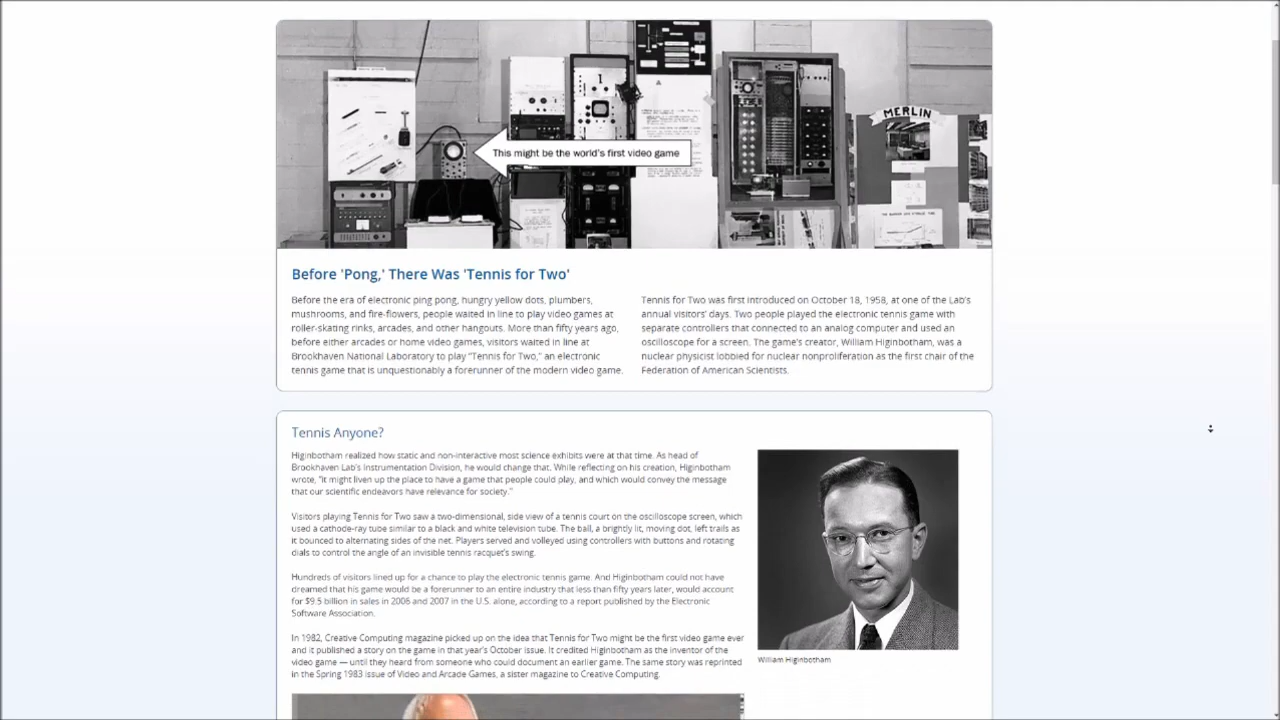 MERLIN
This might be the world's first video game
Before 'Pong,' There Was 'Tennis for Two'
Before the era of electronic ping pong, hungry yellow dots, plumbers,
mushrooms, and fire-flowers, people waited in line to play video games at
roller-skating rinks, arcades, and other hangouts. More than fifty years ago,
before either arcades or home video games, visitors waited in line at
Brookhaven National Laboratory to play "Tennis for Two," an electronic
tennis game that is unquestionably a forerunner of the modern video game.
Tennis for Two was first introduced on October 18, 1958, at one of the Lab's
annual visitors' days. Two people played the electronic tennis game with
separate controllers that connected to an analog computer and used an
oscilloscope for a screen. The game's creator, William Higinbotham, was a
nuclear physicist lobbied for nuclear nonproliferation as the first chair of the
Federation of American Scientists.
Tennis Anyone?
Higinbotham realized how static and non-interactive most science exhibits were at that time. As head of
Brookhaven Lab's Instrumentation Division, he would change that. While reflecting on his creation, Higinbotham
wrote, "it might liven up the place to have a game that people could play, and which would convey the message
that our scientific endeavors have relevance for society."
Visitors playing Tennis for Two saw a two-dimensional, side view of a tennis court on the oscilloscope screen, which
used a cathode-ray tube similar to a black and white television tube. The ball, a brightly lit, moving dot, left trails as
it bounced to alternating sides of the net. Players served and volleyed using controllers with buttons and rotating
dials to control the angle of an invisible tennis racquet's swing.
Hundreds of visitors lined up for a chance to play the electronic tennis game. And Higinbotham could not have
dreamed that his game would be a forerunner to an entire industry that less than fifty years later, would account
for $9.5 billion in sales in 2006 and 2007 in the U.S. alone, according to a report published by the Electronic
Software Association.
In 1982, Creative Computing magazine picked up on the idea that Tennis for Two might be the first video game ever
and it published a story on the game in that year's October issue. It credited Higinbotham as the inventor of the
video game — until they heard from someone who could document an earlier game. The same story was reprinted
in the Spring 1983 issue of Video and Arcade Games, a sister magazine to Creative Computing.
William Higinbotham